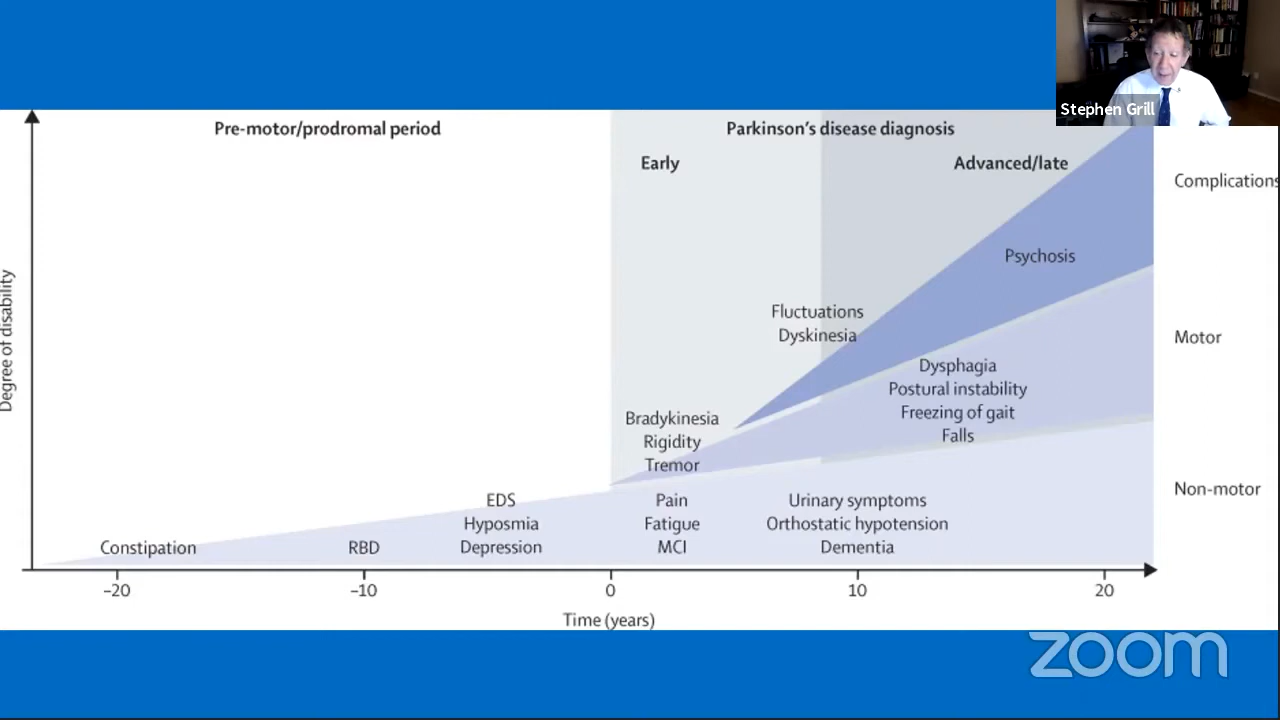 Stephen Grill
Pre-motor/prodromal period
Parkinson's disease diagnosis
Early
Advanced/late
Complications
Psychosis
Fluctuations
Dyskinesia
Motor
Dysphagia
Postural instability
Freezing of gait
Falls
Bradykinesia
Rigidity
Tremor
Non-motor
EDS
Hyposmia
Depression
Pain
Fatigue
MCI
Urinary symptoms
Orthostatic hypotension
Dementia
Constipation
RBD
Degree of disability
–20
–10
0
10
20
Time (years)
zoom